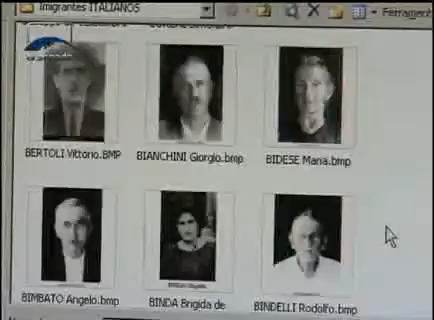 Imigrantes ITALIANOS
Ferrament
BERTOLI Vittorio.BMP
BIANCHINI Giorgio.bmp
BIDESE Maria.bmp
BIMBATO Angelo.bmp
BINDA Brigida de
BINDELLI Rodolfo.bmp